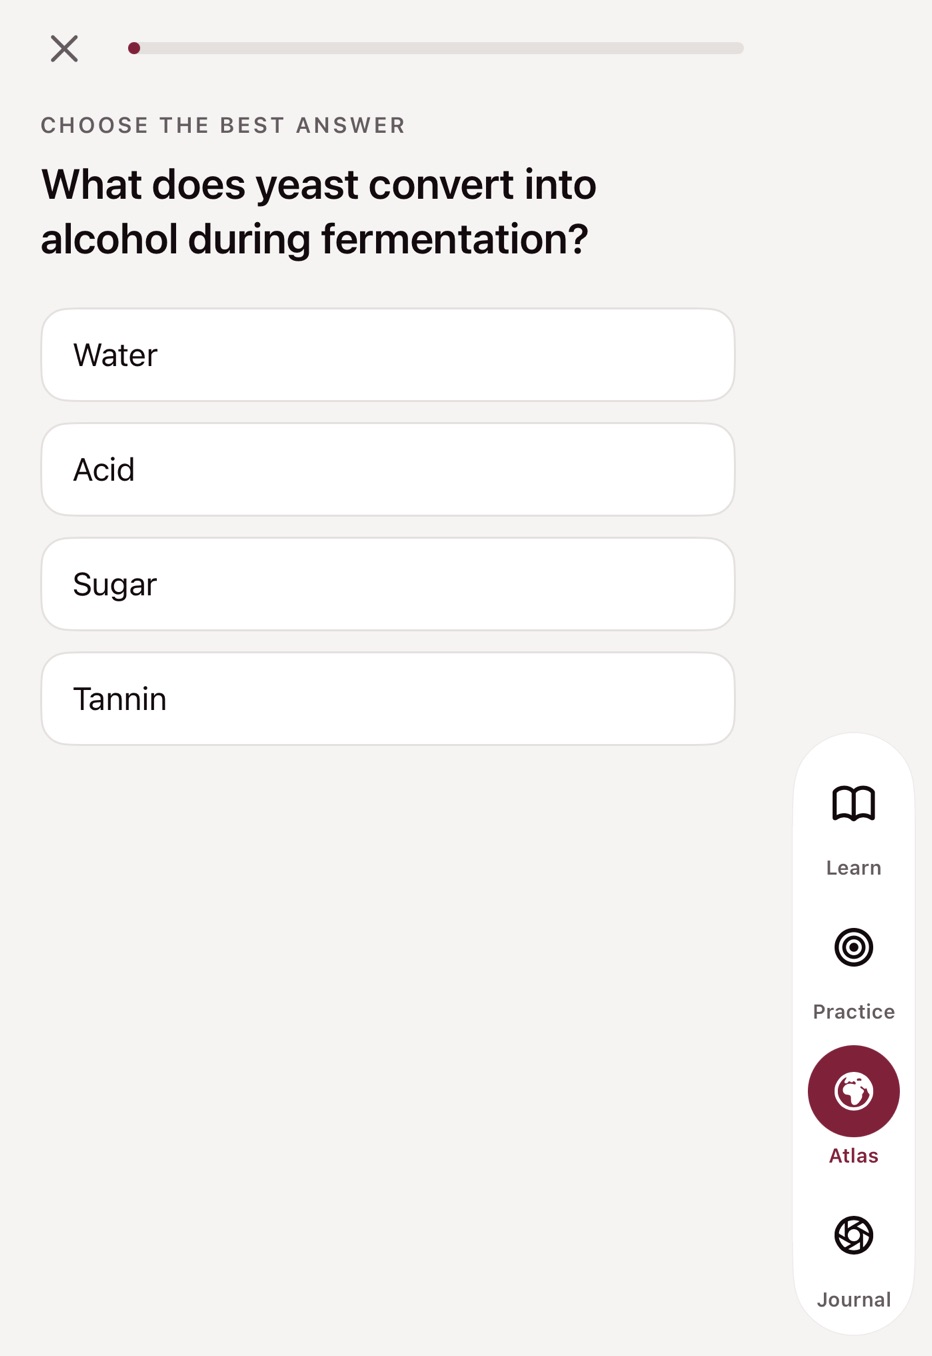 CHOOSE THE BEST ANSWER
What does yeast convert into
alcohol during fermentation?
Water
Acid
Sugar
Tannin
Learn
Practice
Atlas
Journal